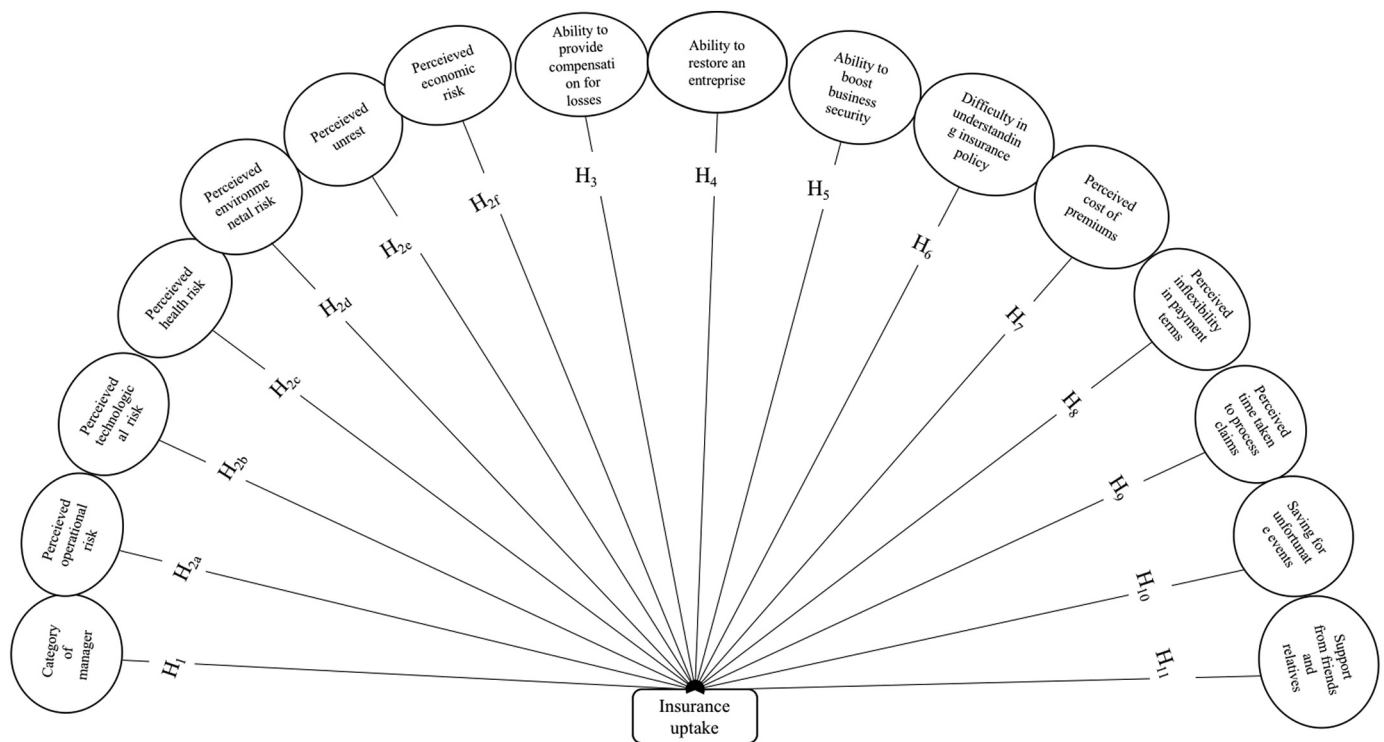 Category
of
manager
H1
Perceieved
operational
risk
H2a
Perceieved
technologic
al risk
H2b
Perceieved
health risk
H2c
Perceieved
environme
netal risk
H2d
Perceieved
unrest
H2e
Perceieved
economic
risk
H2f
Ability to
provide
compensati
on for
losses
H3
Ability to
restore an
entreprise
H4
Ability to
boost
business
security
H5
Difficulty in
understandin
g insurance
policy
H6
Perceived
cost of
premiums
H7
Perceived
inflexibility
in payment
terms
H8
Perceived
time taken
to process
claims
H9
Saving for
unfortunat
e events
H10
Support
from friends
and
relatives
H11
Insurance
uptake